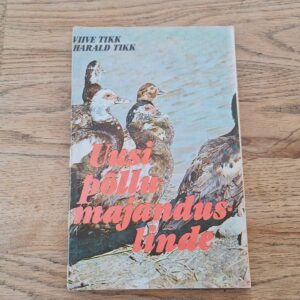 VIIVE TIKK
HARALD TIKK
Uusi
põllu
majandus-
linde